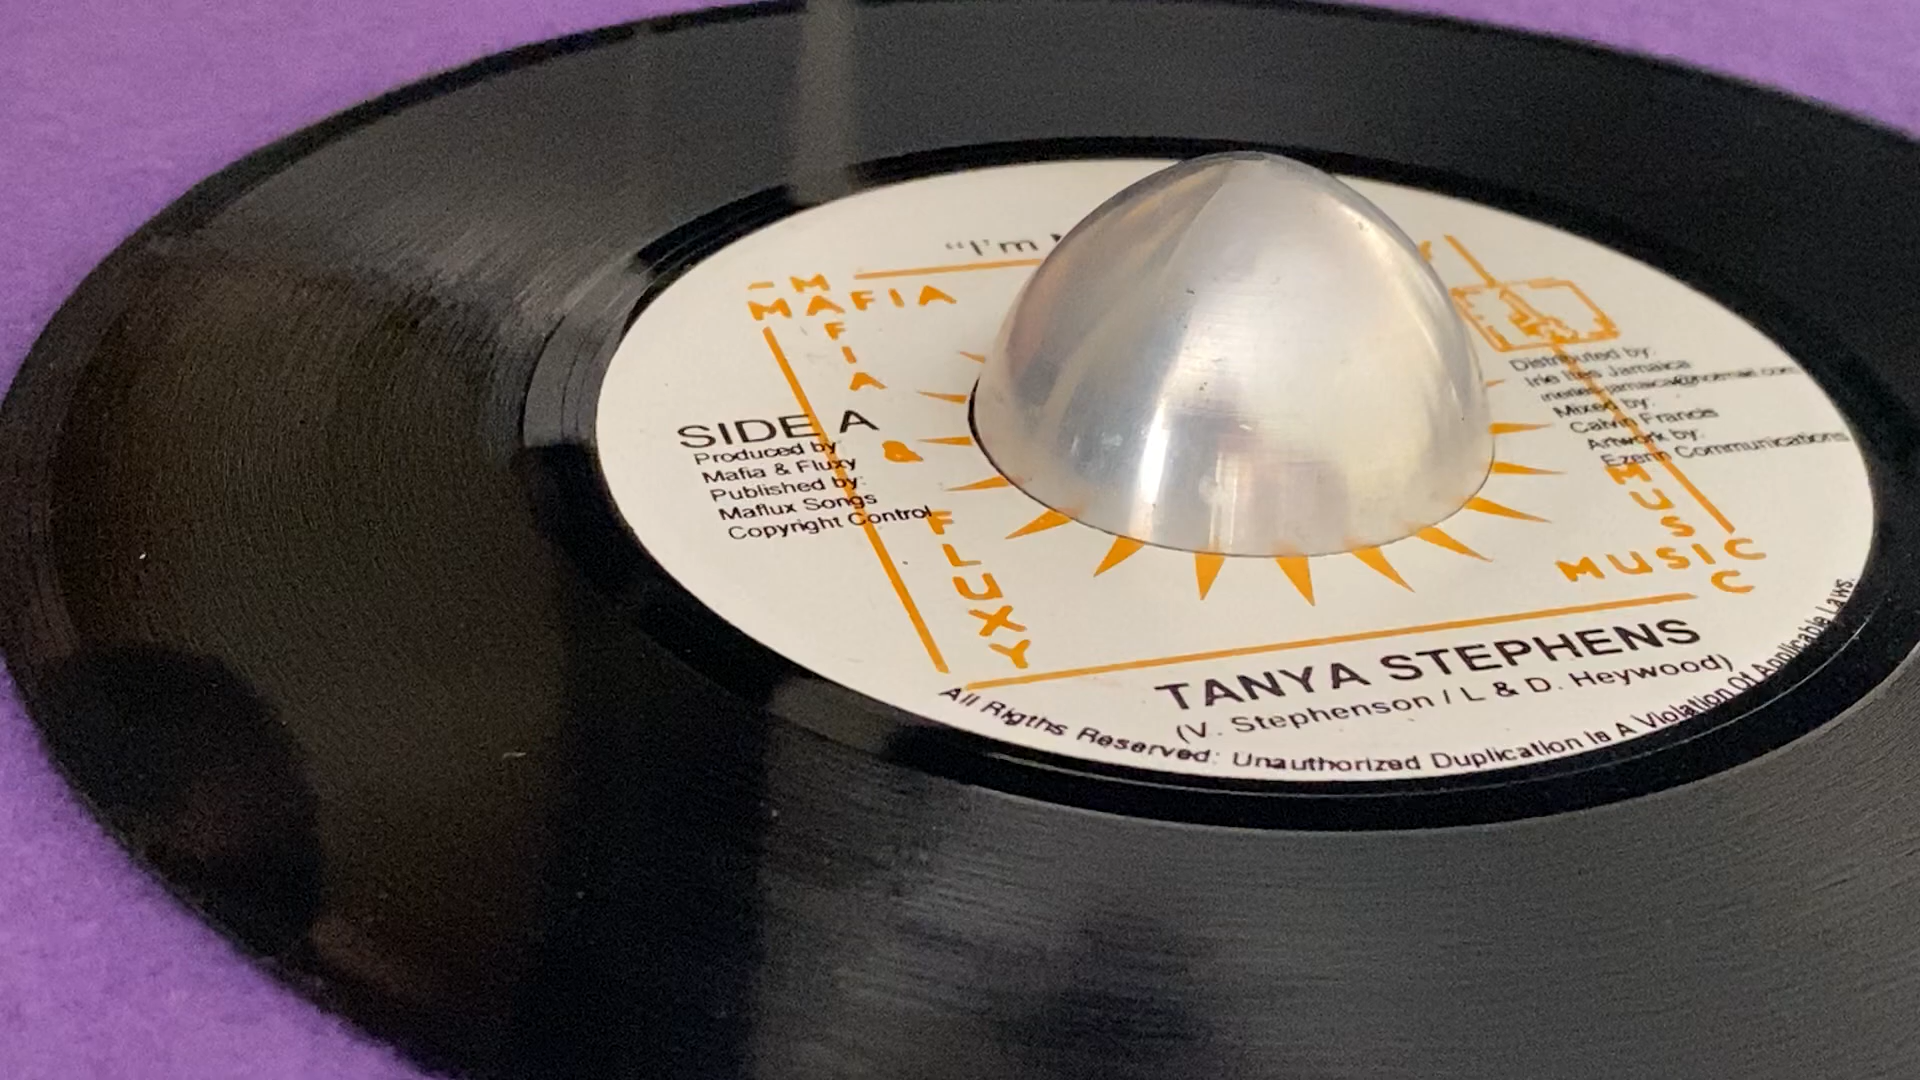 "I'm
MAFIA
MAFIA
&
FLUXY
SIDE A
Produced by
Mafia & Fluxy
Published by:
Maflux Songs
Copyright Control
Distributed by:
Irie Ites Jamaica
Mixed by:
Calvin Francis
Artwork by:
Ezenn Communications
MUSIC
MUSIC
TANYA STEPHENS
(V. Stephenson / L & D. Heywood)
All Rigths Reserved: Unauthorized Duplication Is A Violation Of Applicable Laws.